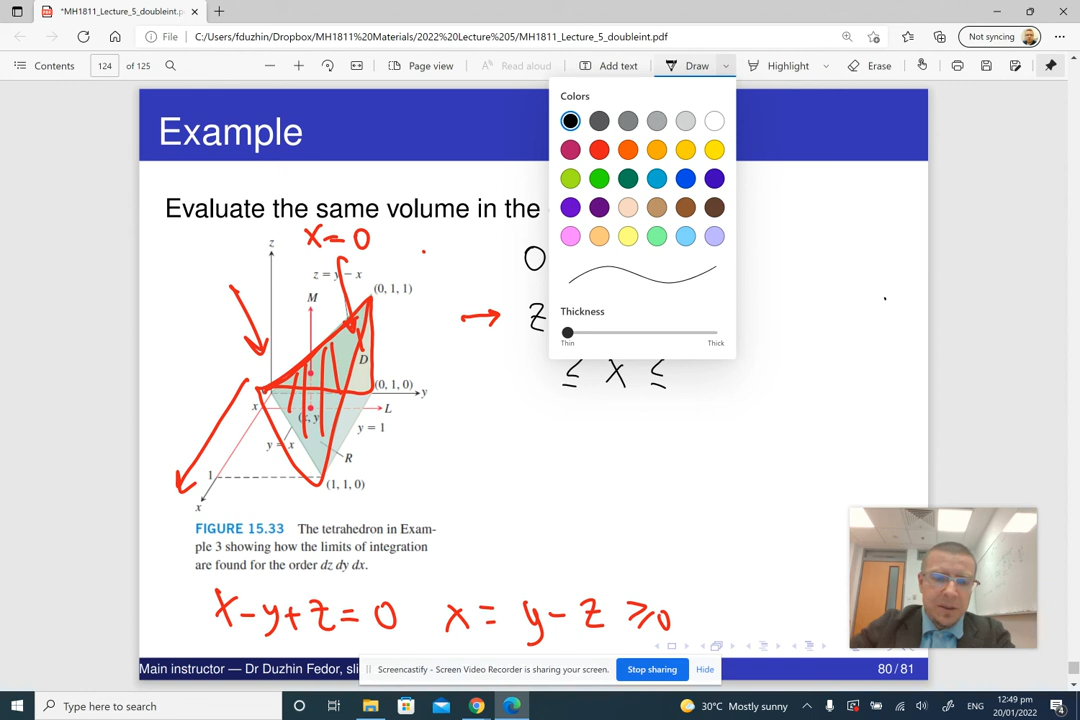 *MH1811_Lecture_5_doubleint.pdf
File C:/Users/fduzhin/Dropbox/MH1811%20Materials/2022%20Lecture%205/MH1811_Lecture_5_doubleint.pdf Not syncing
Contents 124 of 125 Page view Read aloud Add text Draw Highlight Erase
Colors
Thickness
Thin Thick
Example
Evaluate the same volume in the
x = 0
0
z
≤ x ≤
z
z = y − x
M
(0, 1, 1)
D
(0, 1, 0)
y
x
(x, y)
L
y = 1
y = x
R
1
(1, 1, 0)
x
FIGURE 15.33 The tetrahedron in Exam-
ple 3 showing how the limits of integration
are found for the order dz dy dx.
x − y + z = 0 x = y − z ≥ 0
Main instructor — Dr Duzhin Fedor, sli 80 / 81
Screencastify - Screen Video Recorder is sharing your screen. Stop sharing Hide
Type here to search
30°C Mostly sunny
ENG
12:49 pm
20/01/2022
4